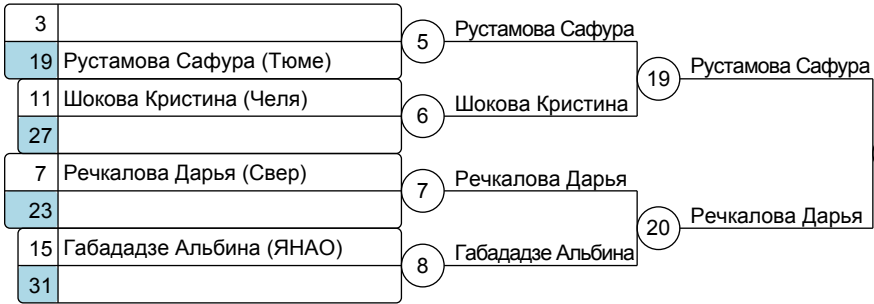 3
5
Рустамова Сафура
19 Рустамова Сафура (Тюме)
19
Рустамова Сафура
11 Шокова Кристина (Челя)
6
Шокова Кристина
27
7 Речкалова Дарья (Свер)
7
Речкалова Дарья
23
20
Речкалова Дарья
15 Габададзе Альбина (ЯНАО)
8
Габададзе Альбина
31